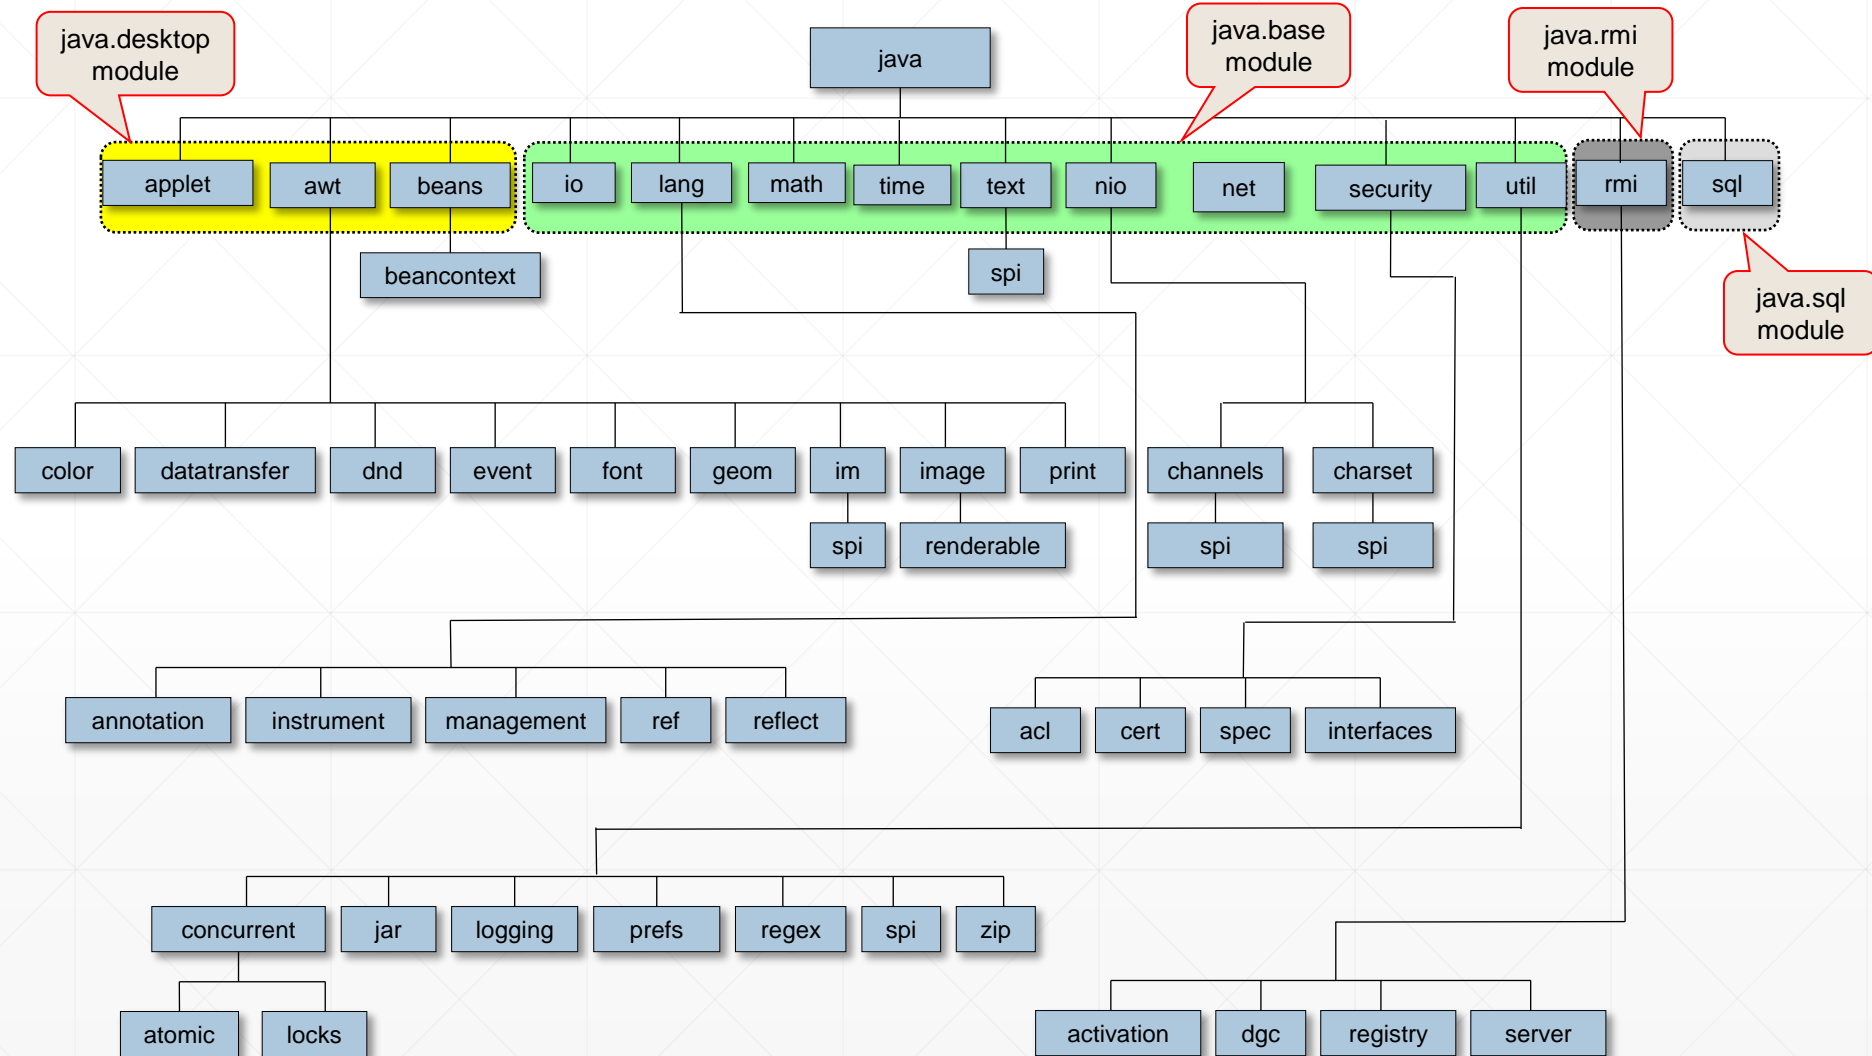 java.desktop
module
java
java.base
module
java.rmi
module
applet
awt
beans
io
lang
math
time
text
nio
net
security
util
rmi
sql
beancontext
spi
java.sql
module
color
datatransfer
dnd
event
font
geom
im
image
print
channels
charset
spi
renderable
spi
spi
annotation
instrument
management
ref
reflect
acl
cert
spec
interfaces
concurrent
jar
logging
prefs
regex
spi
zip
atomic
locks
activation
dgc
registry
server